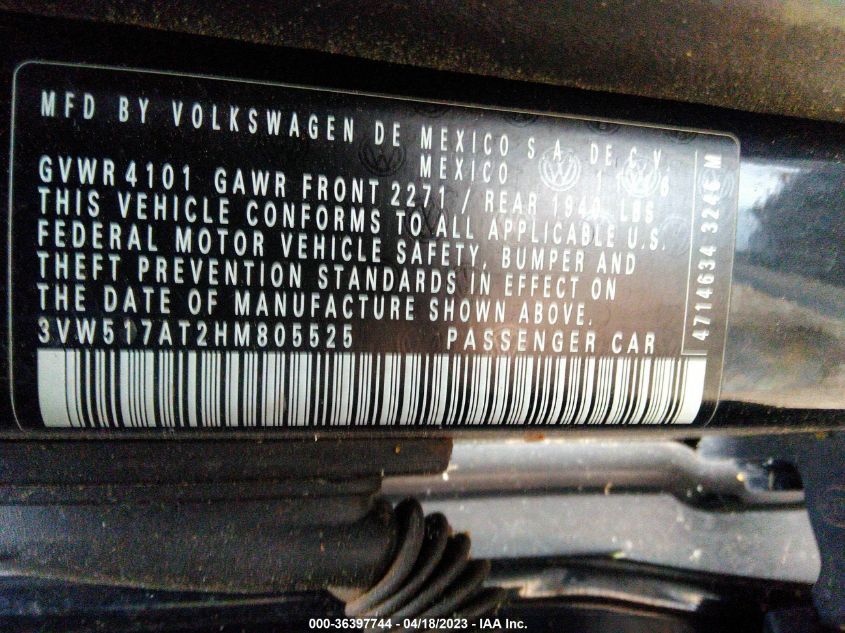 MFD BY VOLKSWAGEN DE MEXICO S.A. DE C.V.
MEXICO
GVWR 4101 GAWR FRONT 2271 / REAR LBS
THIS VEHICLE CONFORMS TO ALL APPLICABLE U.S.
FEDERAL MOTOR VEHICLE SAFETY, BUMPER AND
THEFT PREVENTION STANDARDS IN EFFECT ON
THE DATE OF MANUFACTURE SHOWN ABOVE.
3VW517AT2HM805525 PASSENGER CAR
4714634 3246 M
000-36397744 - 04/18/2023 - IAA Inc.